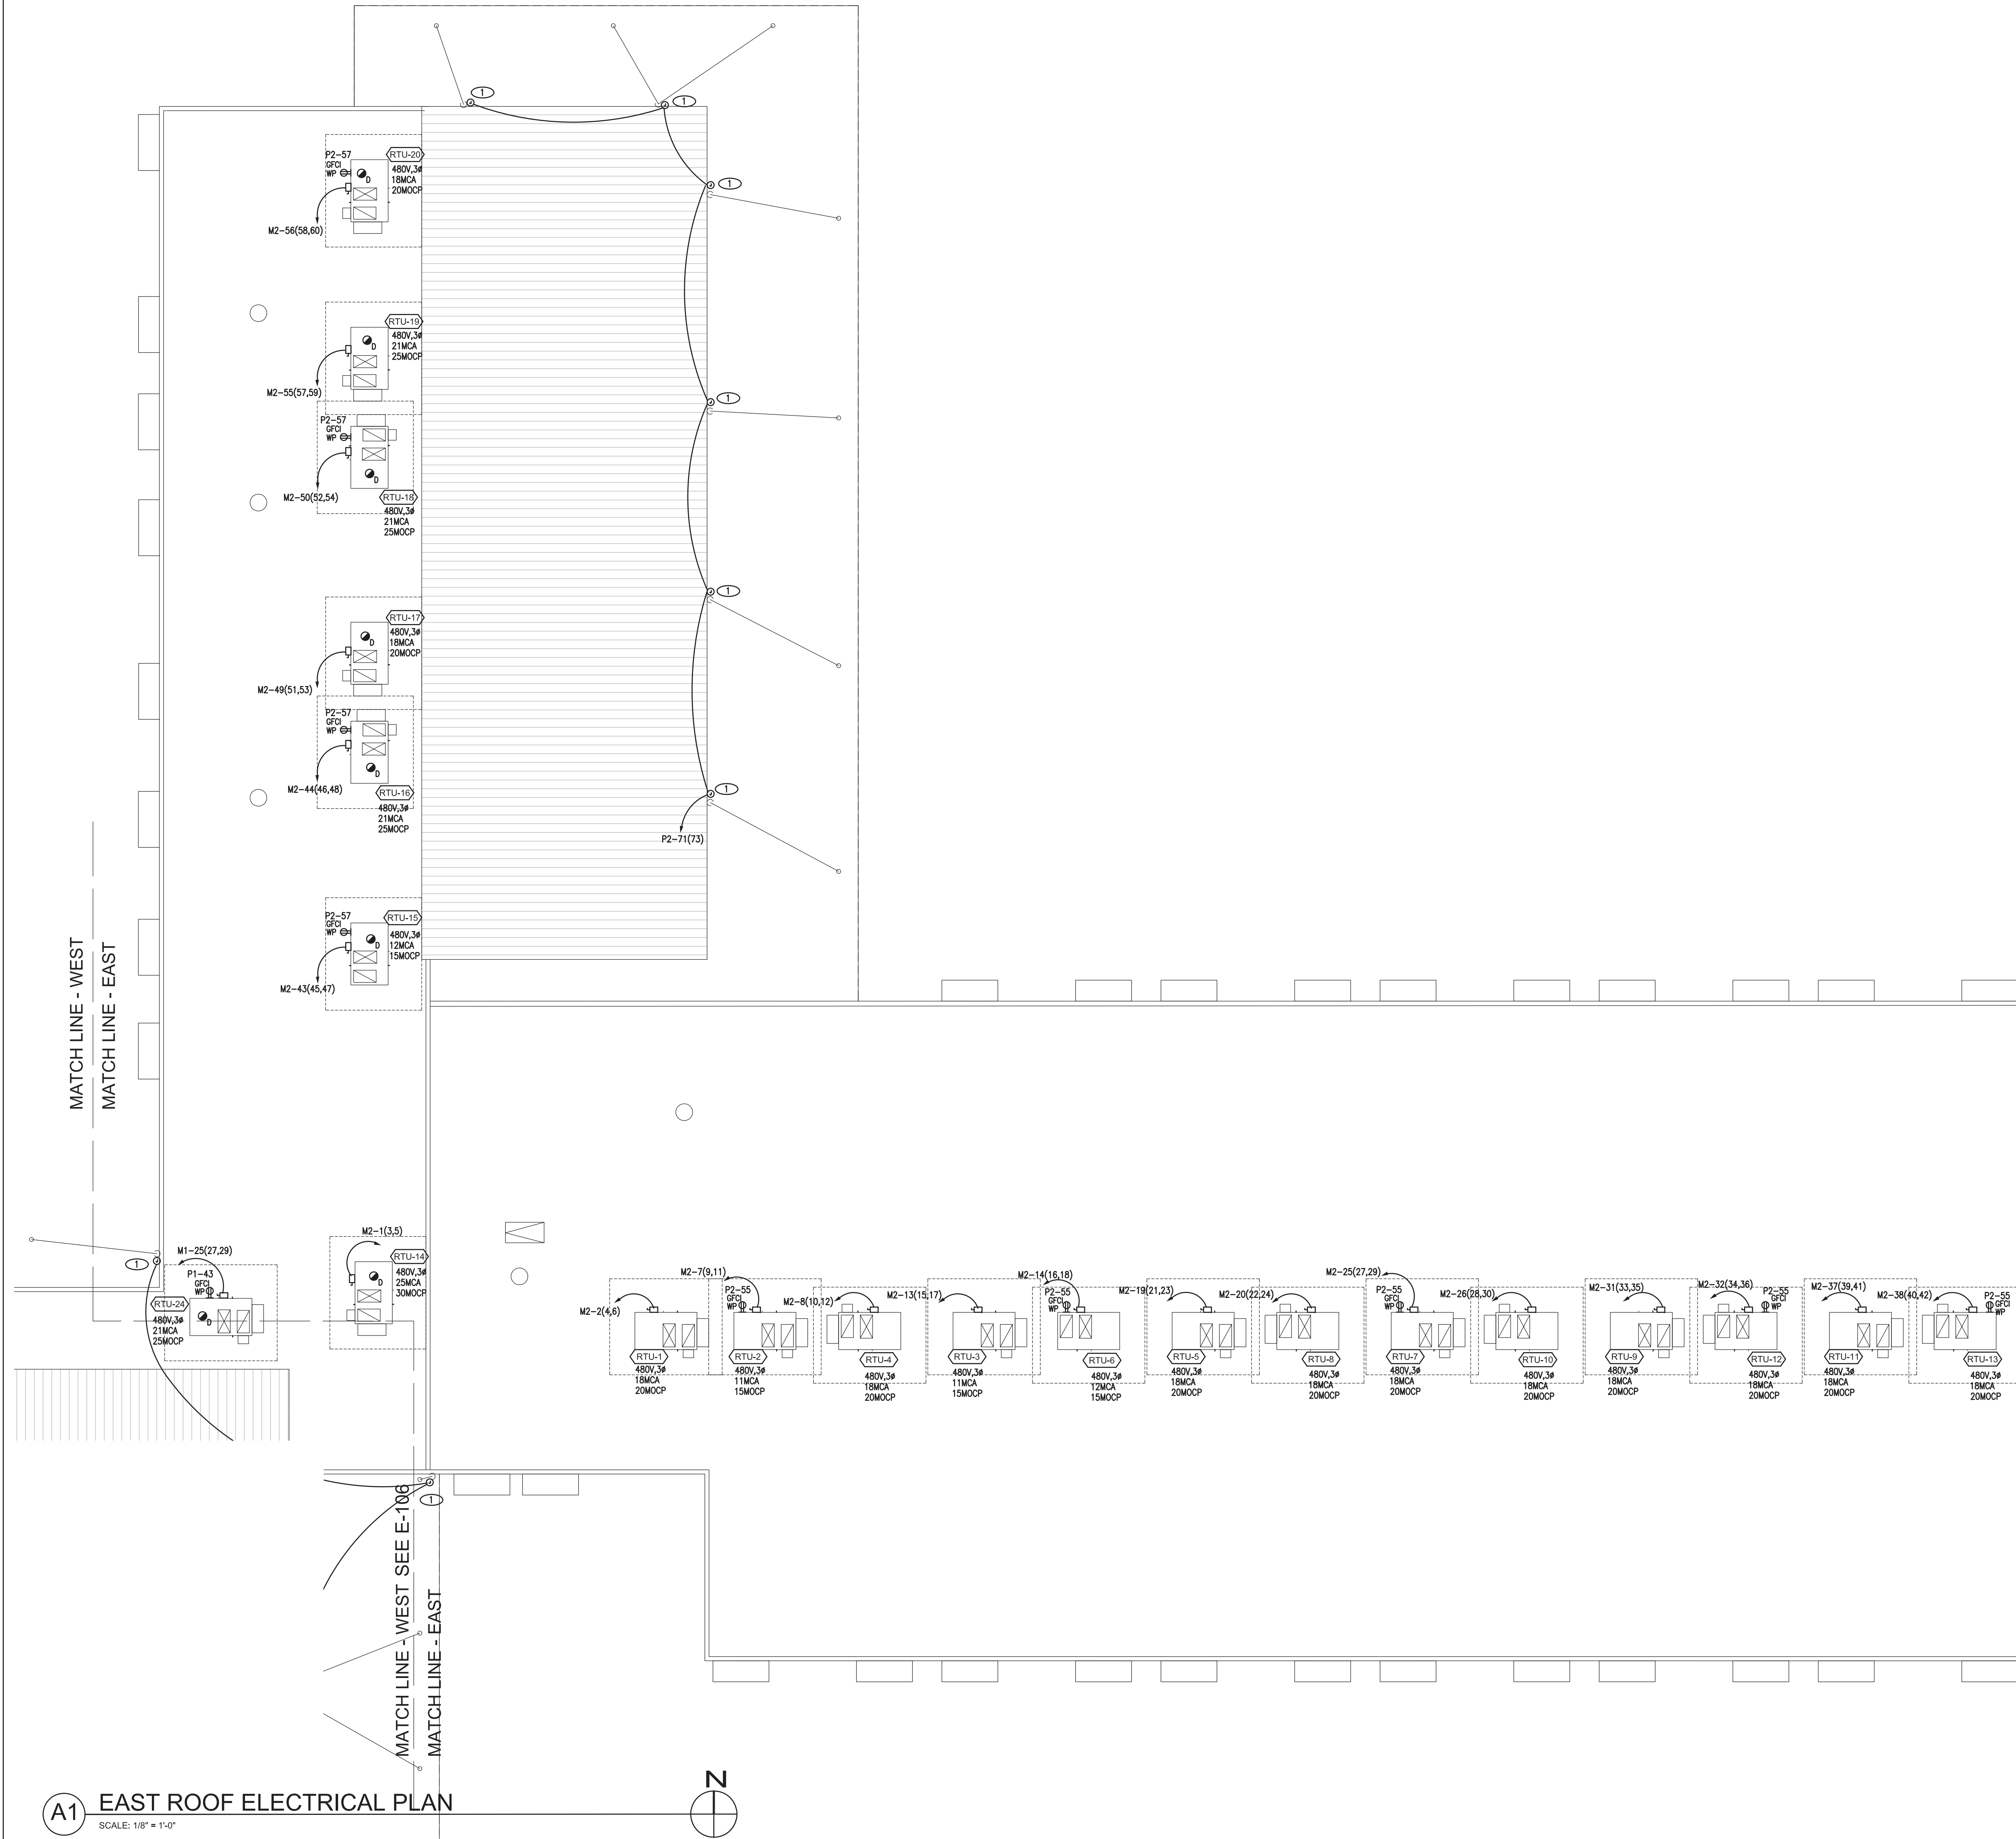 1
1
P2-57
GFCI
WP
D
RTU-20
480V,3ø
18MCA
20MOCP
1
M2-56(58,60)
RTU-19
480V,3ø
21MCA
25MOCP
D
M2-55(57,59)
1
P2-57
GFCI
WP
D
M2-50(52,54)
RTU-18
480V,3ø
21MCA
25MOCP
1
RTU-17
480V,3ø
18MCA
20MOCP
D
M2-49(51,53)
P2-57
GFCI
WP
D
M2-44(46,48)
RTU-16
480V,3ø
21MCA
25MOCP
1
P2-71(73)
P2-57
GFCI
WP
D
RTU-15
480V,3ø
12MCA
15MOCP
M2-43(45,47)
MATCH LINE - WEST
MATCH LINE - EAST
1
M1-25(27,29)
P1-43
GFCI
WP
D
RTU-24
480V,3ø
21MCA
25MOCP
M2-1(3,5)
D
RTU-14
480V,3ø
25MCA
30MOCP
M2-2(4,6)
RTU-1
480V,3ø
18MCA
20MOCP
M2-7(9,11)
P2-55
GFCI
WP
RTU-2
480V,3ø
11MCA
15MOCP
M2-8(10,12)
RTU-4
480V,3ø
18MCA
20MOCP
M2-13(15,17)
RTU-3
480V,3ø
11MCA
15MOCP
M2-14(16,18)
P2-55
GFCI
WP
RTU-6
480V,3ø
12MCA
15MOCP
M2-19(21,23)
RTU-5
480V,3ø
18MCA
20MOCP
M2-20(22,24)
RTU-8
480V,3ø
18MCA
20MOCP
M2-25(27,29)
P2-55
GFCI
WP
RTU-7
480V,3ø
18MCA
20MOCP
M2-26(28,30)
RTU-10
480V,3ø
18MCA
20MOCP
M2-31(33,35)
RTU-9
480V,3ø
18MCA
20MOCP
M2-32(34,36)
P2-55
GFCI
WP
RTU-12
480V,3ø
18MCA
20MOCP
M2-37(39,41)
RTU-11
480V,3ø
18MCA
20MOCP
M2-38(40,42)
P2-55
GFCI
WP
RTU-13
480V,3ø
18MCA
20MOCP
1
MATCH LINE - WEST SEE E-106
MATCH LINE - EAST
A1
EAST ROOF ELECTRICAL PLAN
SCALE: 1/8" = 1'-0"
N